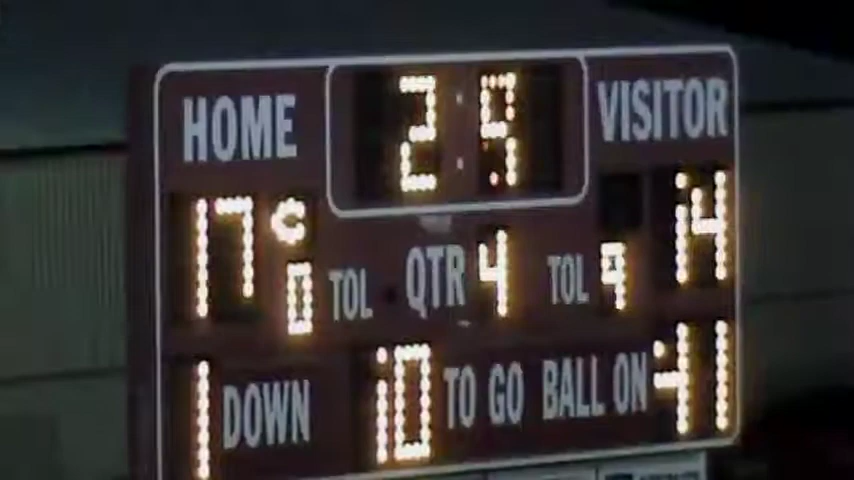 HOME 2:9 VISITOR
17 14
0 TOL QTR 4 TOL 9
1 DOWN 10 TO GO BALL ON 41